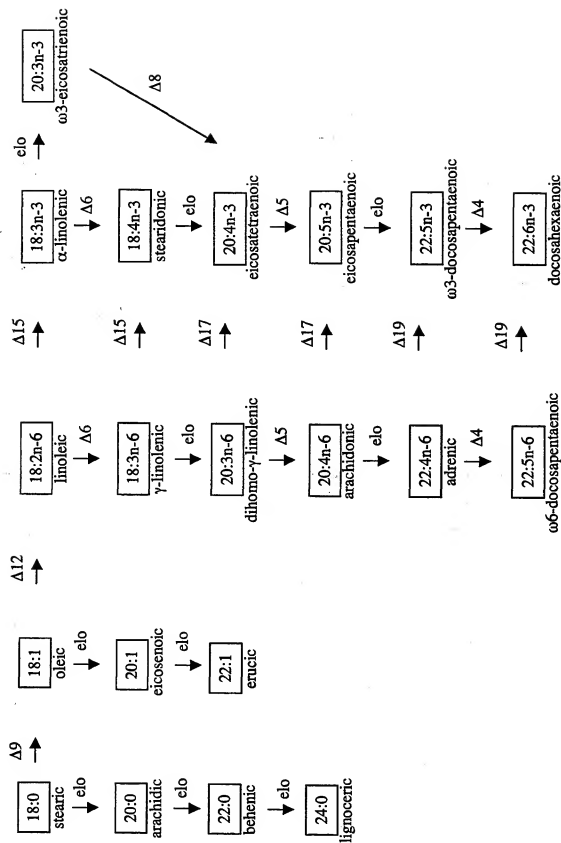 Δ9
Δ12
Δ15
elo
18:0
18:1
18:2n-6
18:3n-3
20:3n-3
stearic
oleic
linoleic
α-linolenic
ω3-eicosatrienoic
elo
elo
Δ6
Δ6
Δ8
Δ15
20:0
20:1
18:3n-6
18:4n-3
arachidic
eicosenoic
γ-linolenic
stearidonic
elo
elo
elo
elo
Δ17
22:0
22:1
20:3n-6
20:4n-3
behenic
erucic
dihomo-γ-linolenic
eicosatetraenoic
elo
Δ5
Δ5
Δ17
24:0
20:4n-6
20:5n-3
lignoceric
arachidonic
eicosapentaenoic
elo
elo
Δ19
22:4n-6
22:5n-3
adrenic
ω3-docosapentaenoic
Δ4
Δ4
Δ19
22:5n-6
22:6n-3
ω6-docosapentaenoic
docosahexaenoic